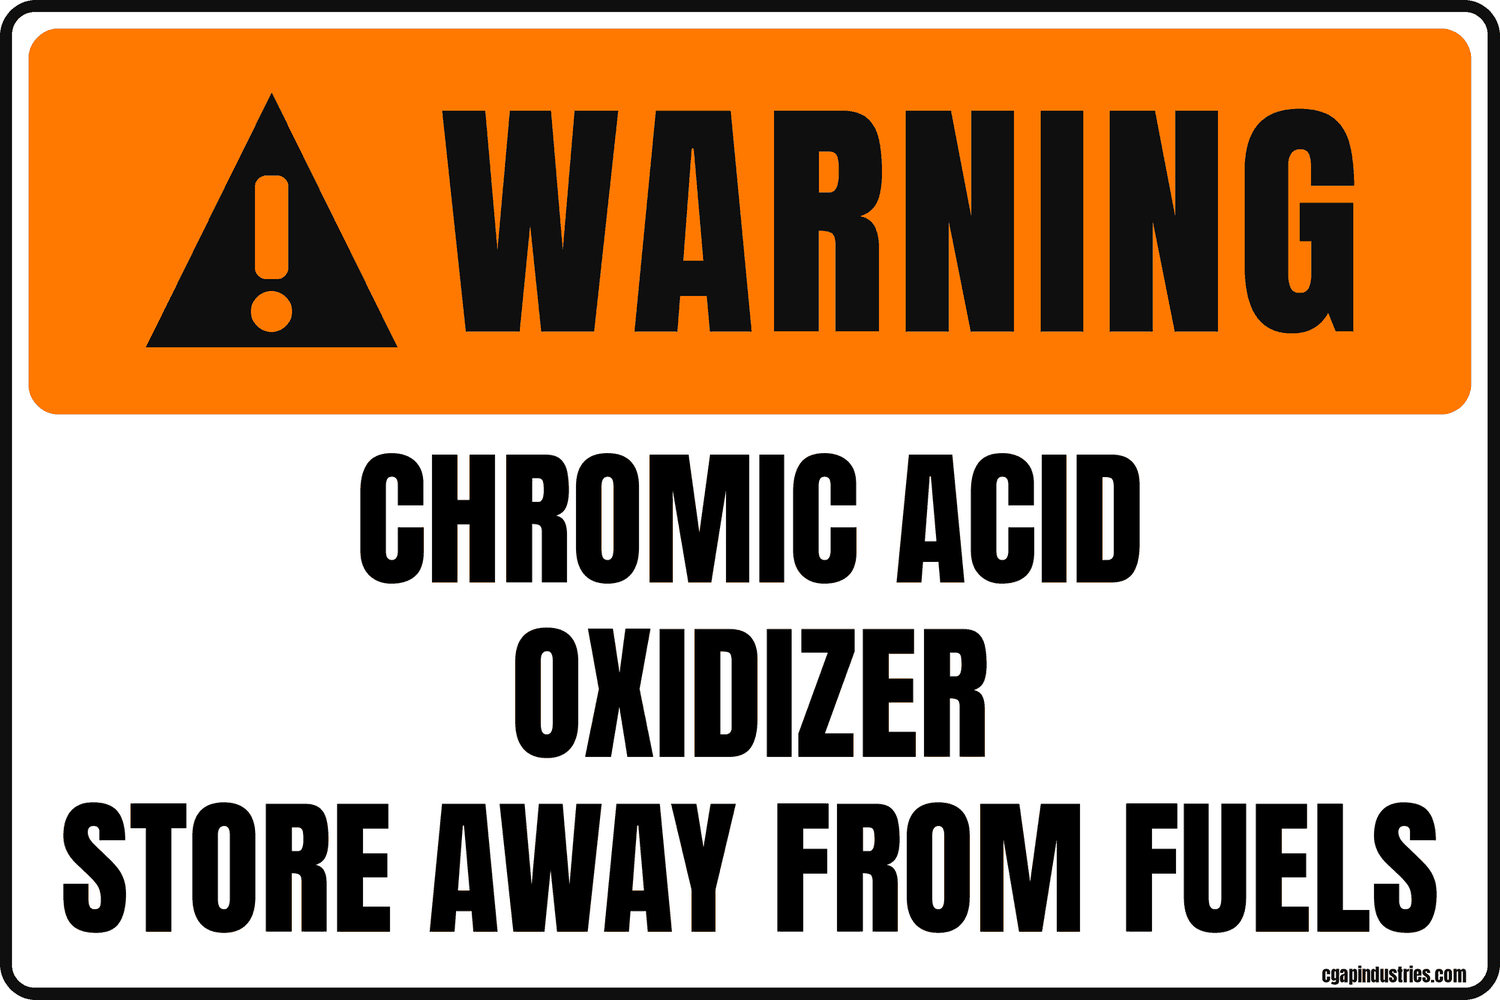 WARNING
CHROMIC ACID
OXIDIZER
STORE AWAY FROM FUELS
cgapindustries.com